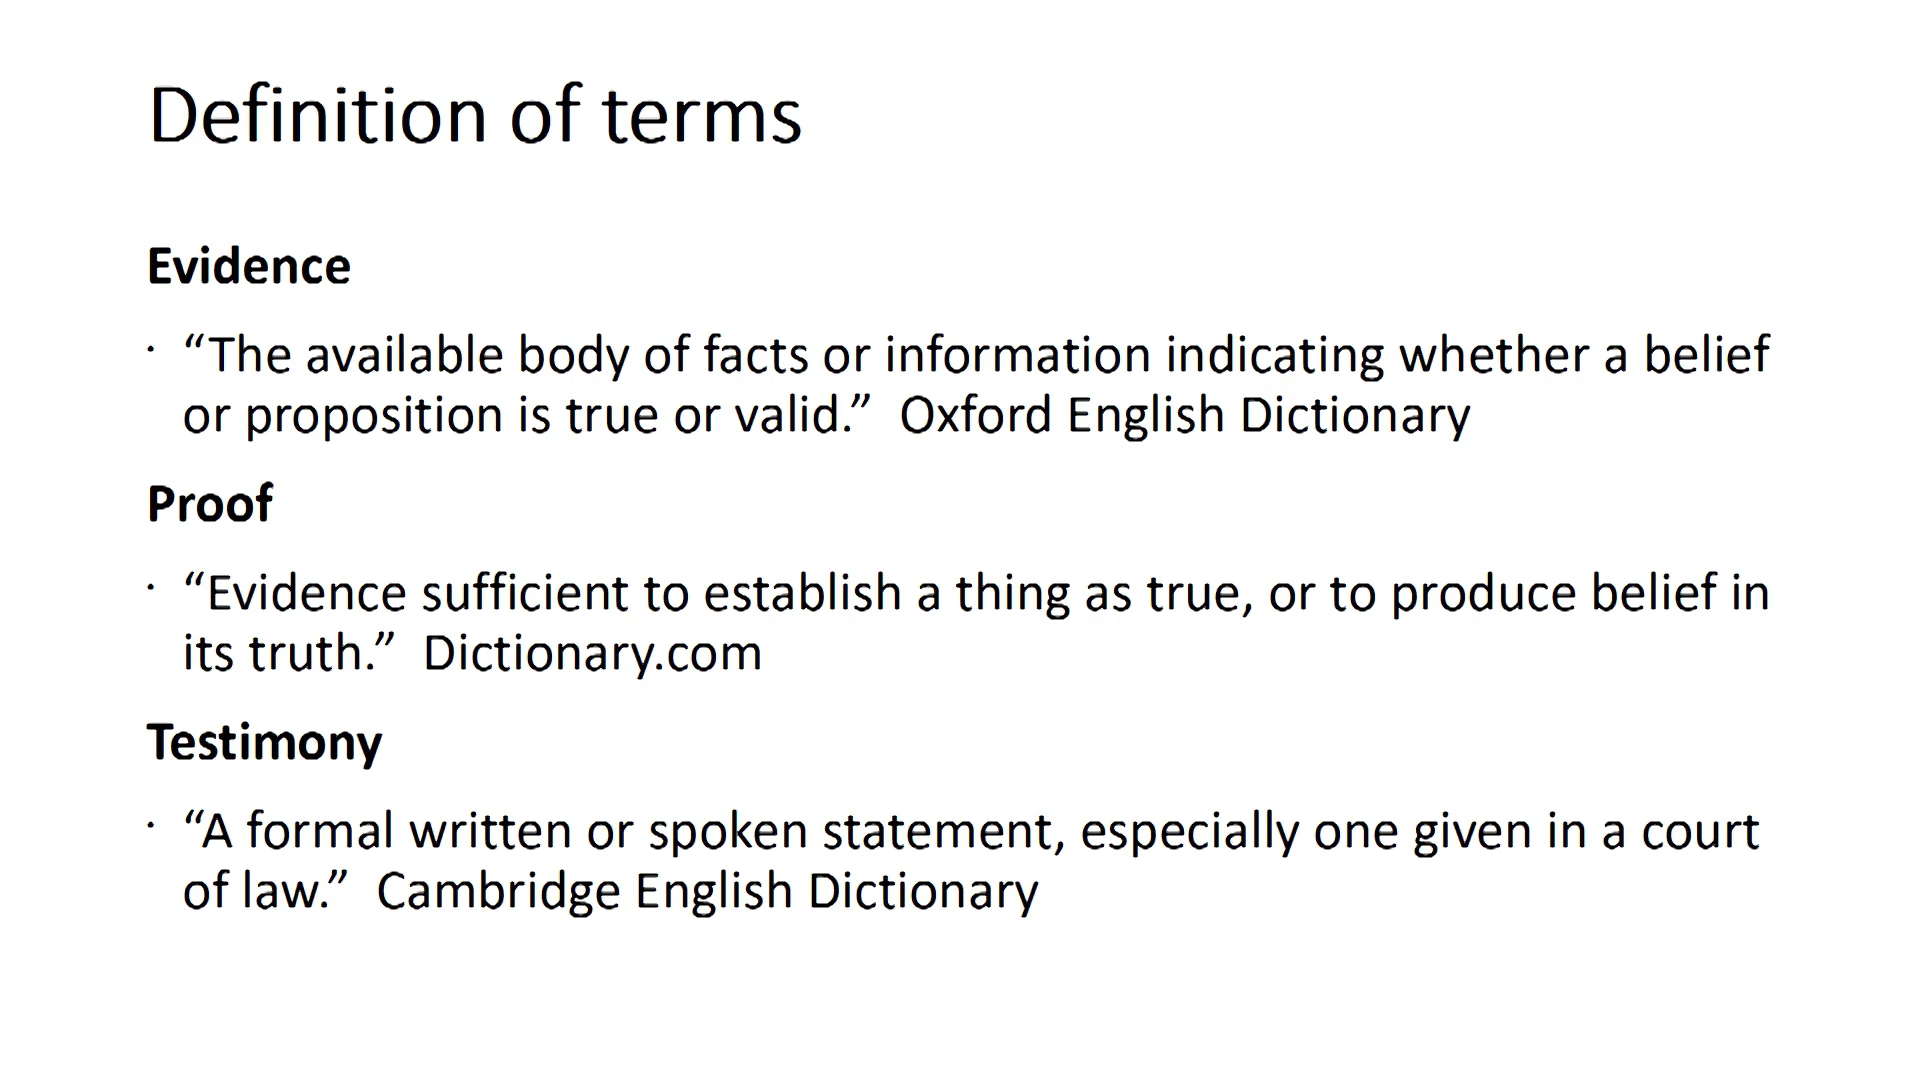 Definition of terms
Evidence
· “The available body of facts or information indicating whether a belief
or proposition is true or valid.”  Oxford English Dictionary
Proof
· “Evidence sufficient to establish a thing as true, or to produce belief in
its truth.”  Dictionary.com
Testimony
· “A formal written or spoken statement, especially one given in a court
of law.”  Cambridge English Dictionary